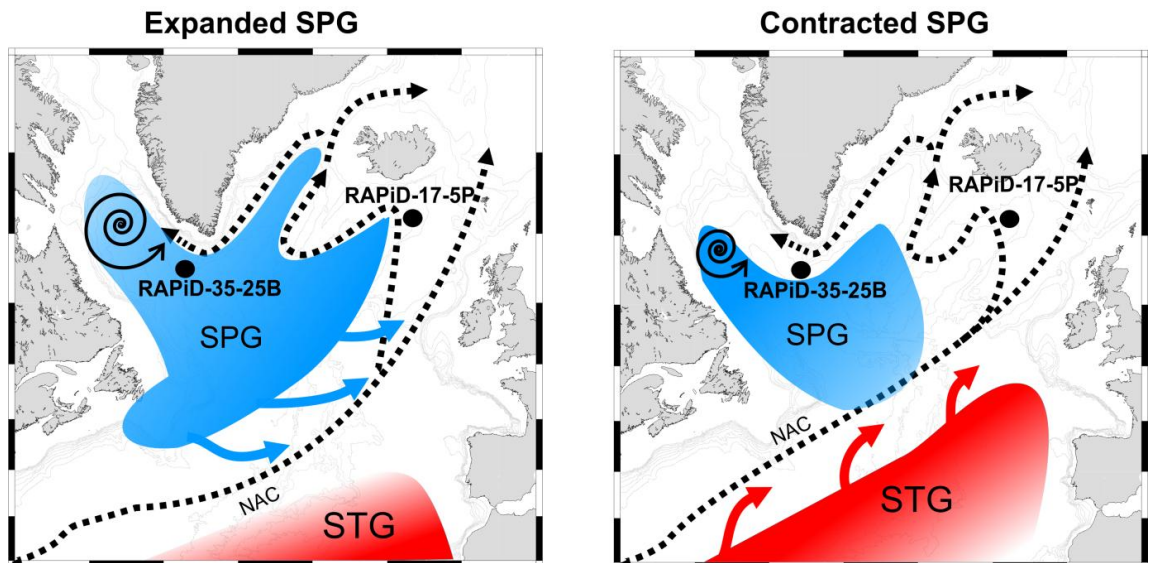 Expanded SPG
RAPiD-17-5P
RAPiD-35-25B
SPG
NAC
STG
Contracted SPG
RAPiD-17-5P
RAPiD-35-25B
SPG
NAC
STG